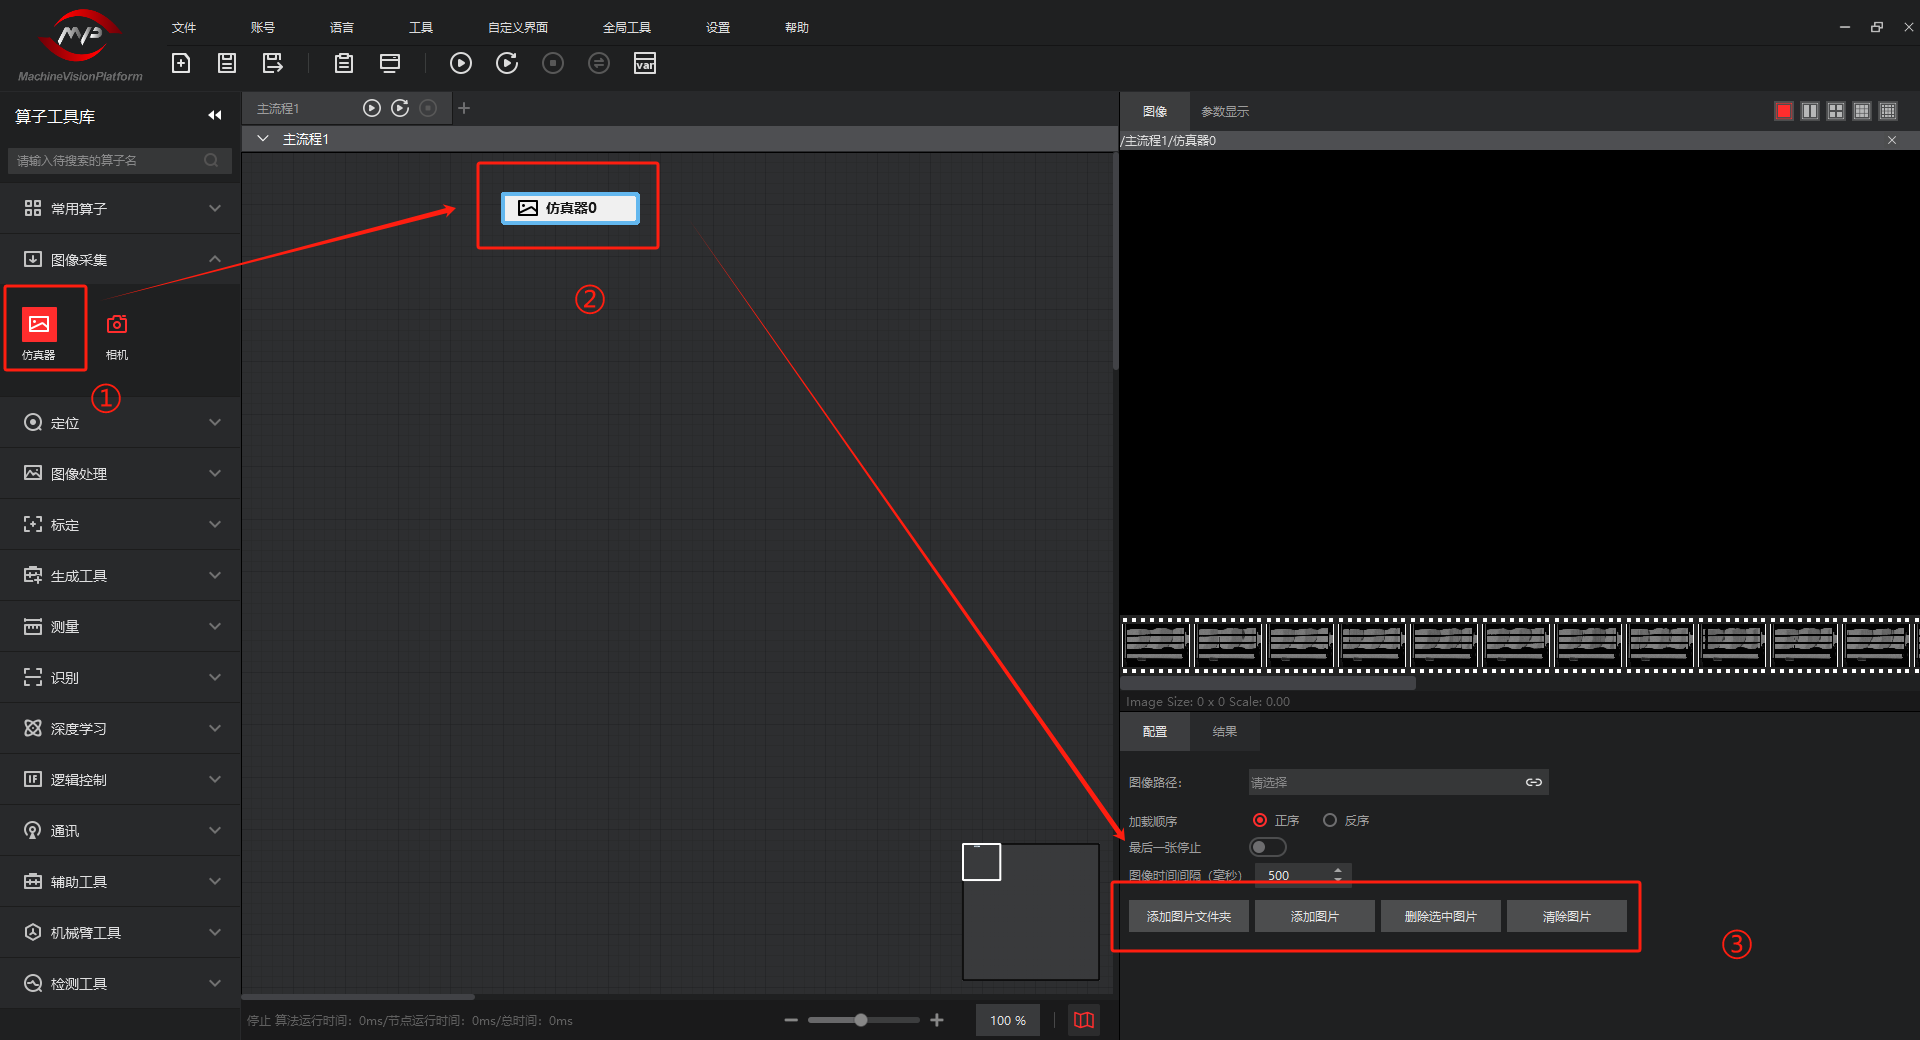 MVP
MachineVisionPlatform
文件 账号 语言 工具 自定义界面 全局工具 设置 帮助
var
算子工具库
请输入待搜索的算子名
常用算子
图像采集
仿真器 相机
①
定位
图像处理
标定
生成工具
测量
识别
深度学习
IF 逻辑控制
通讯
辅助工具
机械臂工具
检测工具
主流程1
主流程1
仿真器0
②
停止 算法运行时间：0ms/节点运行时间：0ms/总时间：0ms
100 %
图像 参数显示
/主流程1/仿真器0
Image Size: 0 x 0 Scale: 0.00
配置 结果
图像路径: 请选择
加载顺序 正序 反序
最后一张停止
图像时间间隔（毫秒） 500
添加图片文件夹 添加图片 删除选中图片 清除图片
③